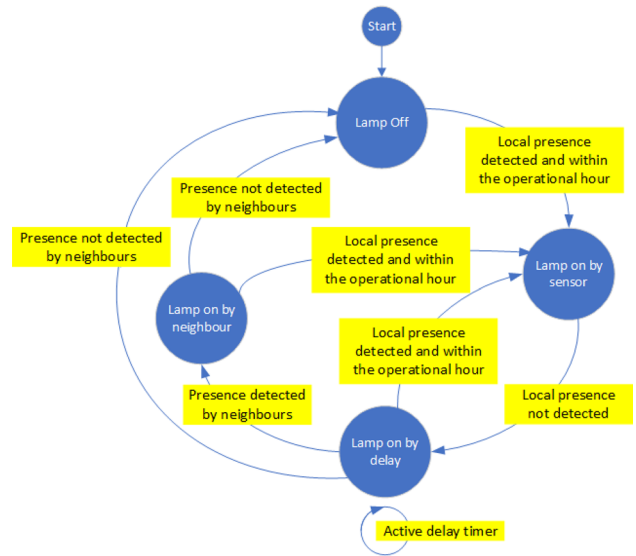 Start
Lamp Off
Local presence
detected and within
the operational hour
Presence not detected
by neighbours
Presence not detected
by neighbours
Local presence
detected and within
the operational hour
Lamp on by
sensor
Lamp on by
neighbour
Local presence
detected and within
the operational hour
Presence detected
by neighbours
Local presence
not detected
Lamp on by
delay
Active delay timer